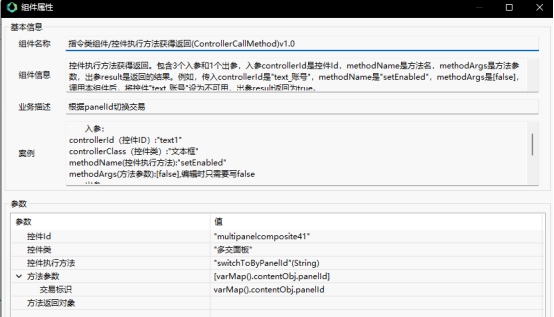 组件属性
基本信息
组件名称 指令类组件/控件执行方法获得返回(ControllerCallMethod)v1.0
组件信息 控件执行方法获得返回。包含3个入参和1个出参，入参controllerId是控件Id，methodName是方法名，methodArgs是方法参
数，出参result是返回的结果。例如，传入controllerId是"text_账号"，methodName是"setEnabled"，methodArgs是[false],
调用本组件后，将控件"text_账号"设为不可用，出参result返回为true。
业务描述 根据panelId切换交易
案例 入参:
controllerId（控件ID）:"text1"
controllerClass（控件类）:"文本框"
methodName(控件执行方法):"setEnabled"
methodArgs(方法参数):[false],编辑时只需要写false
参数
参数 值
控件Id "multipanelcomposite41"
控件类 "多交面板"
控件执行方法 "switchToByPanelId"(String)
方法参数 [varMap().contentObj.panelId]
交易标识 varMap().contentObj.panelId
方法返回对象